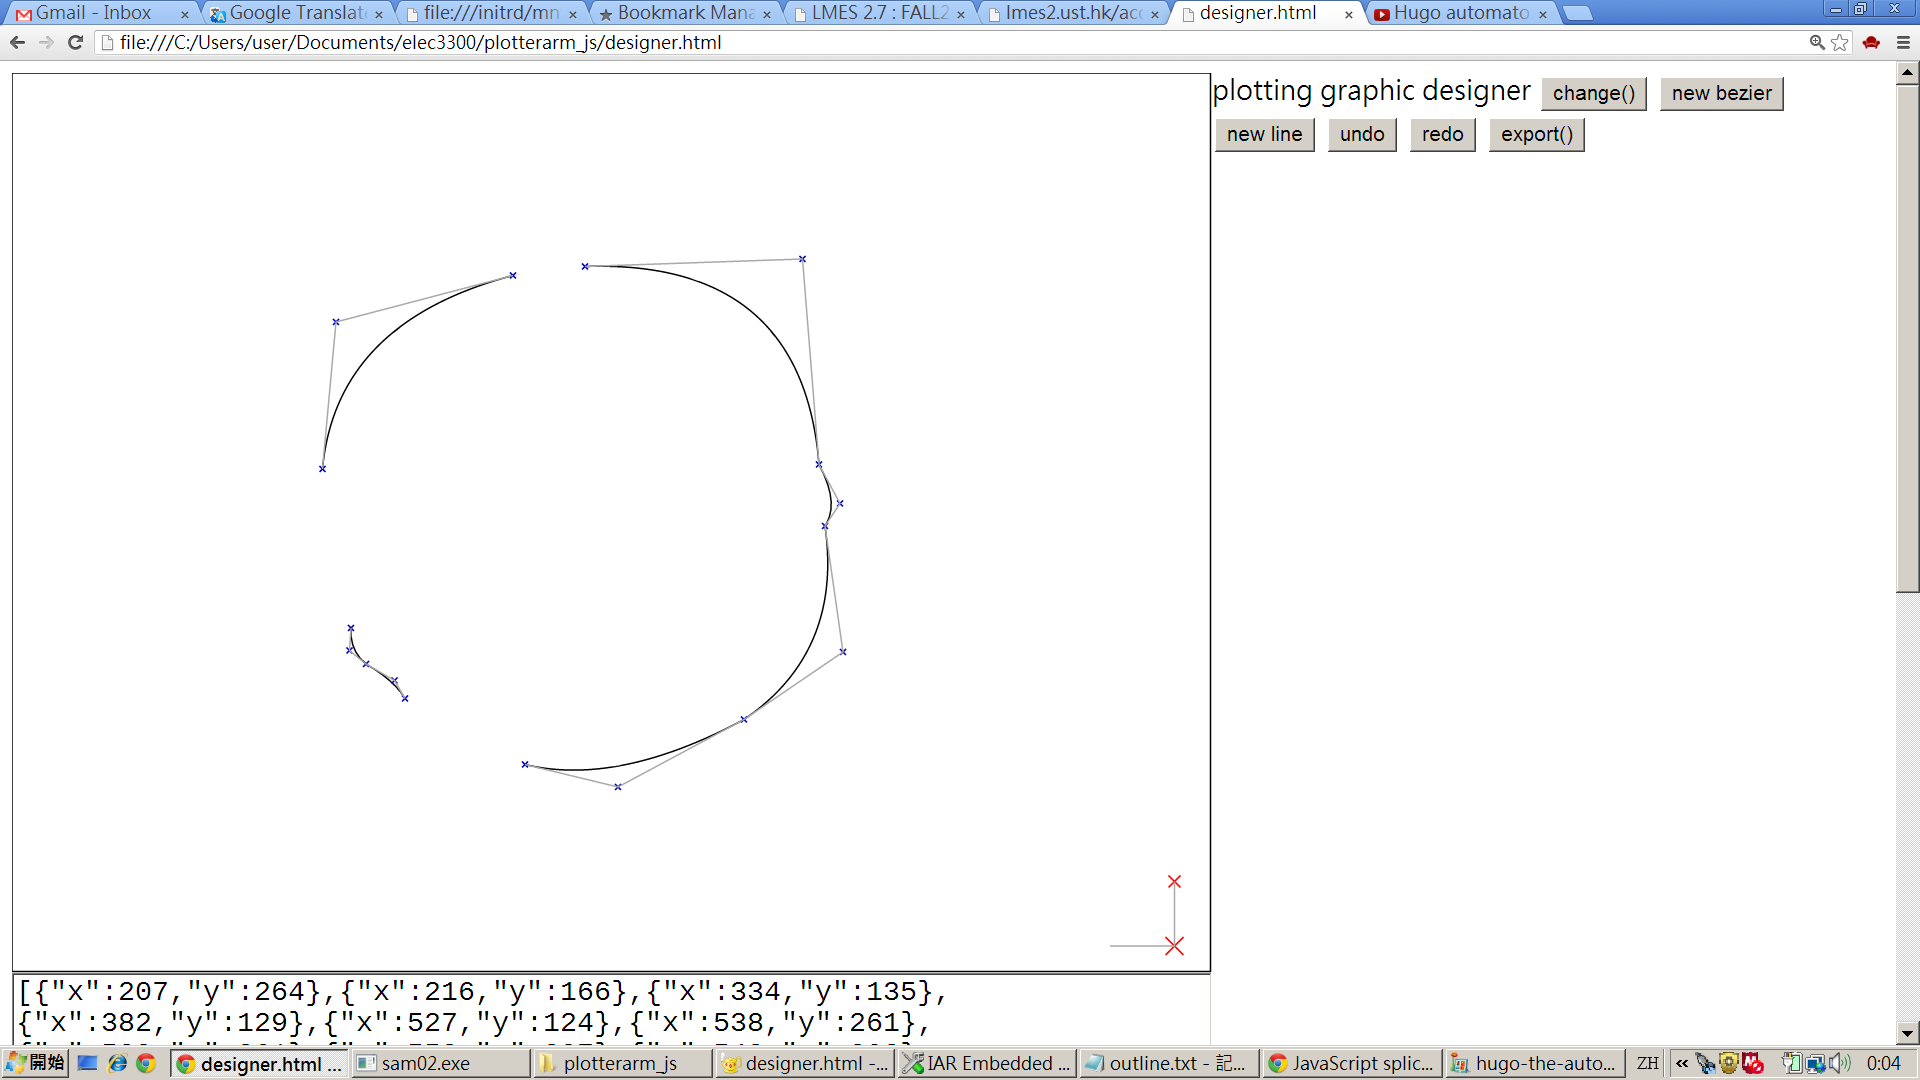 Gmail - Inbox
Google Translat
file:///initrd/mn
Bookmark Mana
LMES 2.7 : FALL2
lmes2.ust.hk/acc
designer.html
Hugo automato
file:///C:/Users/user/Documents/elec3300/plotterarm_js/designer.html
plotting graphic designer change() new bezier
new line undo redo export()
[{"x":207,"y":264},{"x":216,"y":166},{"x":334,"y":135},
{"x":382,"y":129},{"x":527,"y":124},{"x":538,"y":261},
開始
designer.html ...
sam02.exe
plotterarm_js
designer.html -...
IAR Embedded ...
outline.txt - 記...
JavaScript splic...
hugo-the-auto...
ZH
0:04